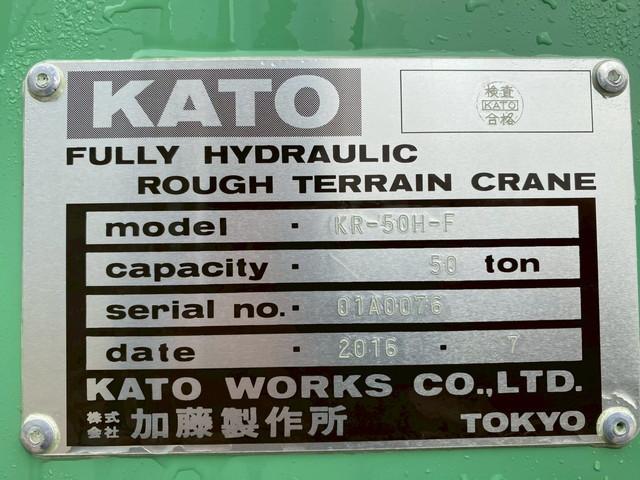 KATO
検査
KATO
合格
FULLY HYDRAULIC
ROUGH TERRAIN CRANE
model · KR-50H-F
capacity · 50 ton
serial no. · 01A0076
date · 2016 · 7
KATO WORKS CO.,LTD.
株式会社 加藤製作所 TOKYO